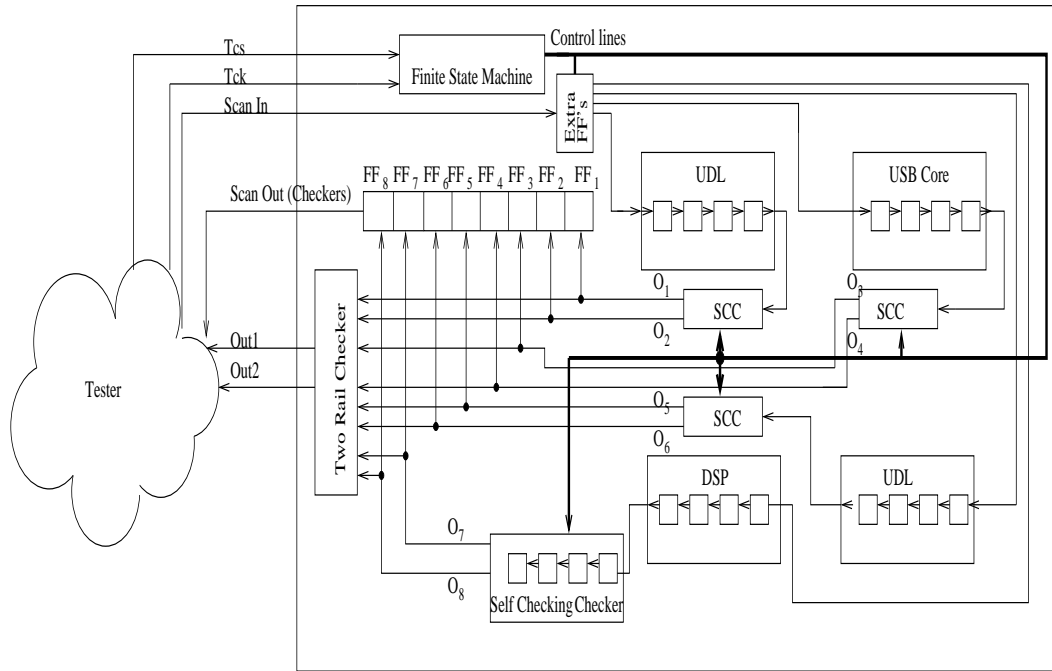 Tcs
Control lines
Tck
Finite State Machine
Scan In
Extra
FF's
FF8 FF7 FF6 FF5 FF4 FF3 FF2 FF1
UDL
USB Core
Scan Out (Checkers)
O1
O2
SCC
O3
O4
SCC
Out1
Out2
Tester
Two Rail Checker
O5
O6
SCC
DSP
UDL
O7
O8
Self Checking Checker